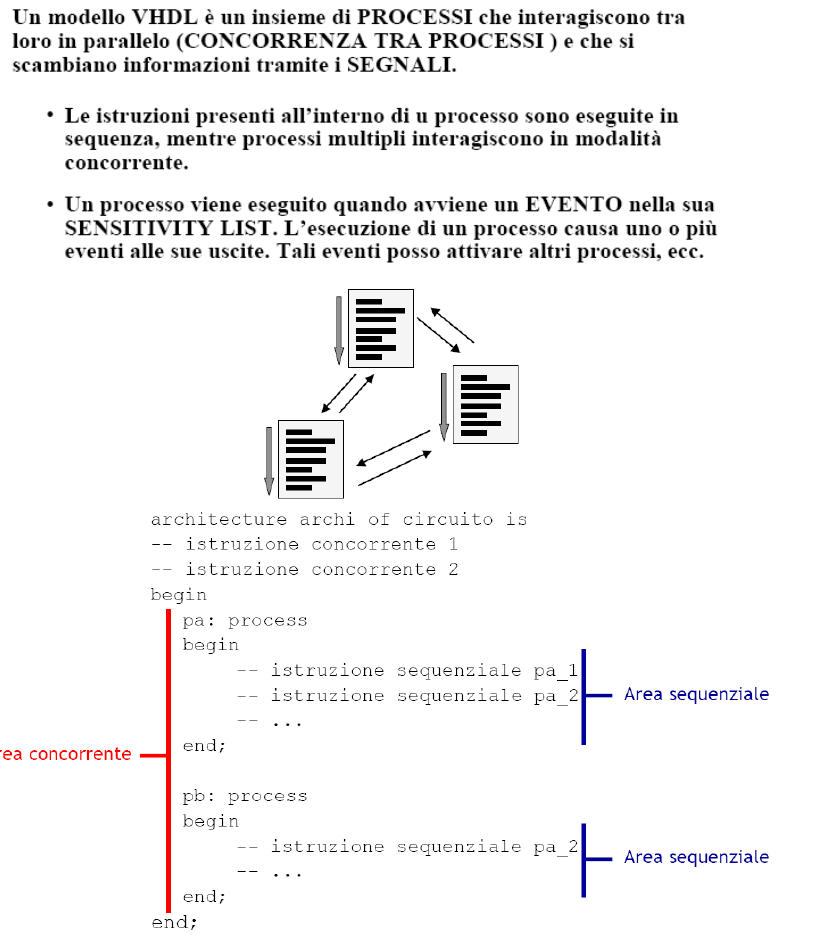 Un modello VHDL è un insieme di PROCESSI che interagiscono tra
loro in parallelo (CONCORRENZA TRA PROCESSI ) e che si
scambiano informazioni tramite i SEGNALI.
• Le istruzioni presenti all'interno di u processo sono eseguite in
sequenza, mentre processi multipli interagiscono in modalità
concorrente.
• Un processo viene eseguito quando avviene un EVENTO nella sua
SENSITIVITY LIST. L'esecuzione di un processo causa uno o più
eventi alle sue uscite. Tali eventi posso attivare altri processi, ecc.
architecture archi of circuito is
-- istruzione concorrente 1
-- istruzione concorrente 2
begin
pa: process
begin
-- istruzione sequenziale pa_1
-- istruzione sequenziale pa_2
Area sequenziale
-- ...
end;
rea concorrente
pb: process
begin
-- istruzione sequenziale pa_2
Area sequenziale
-- ...
end;
end;